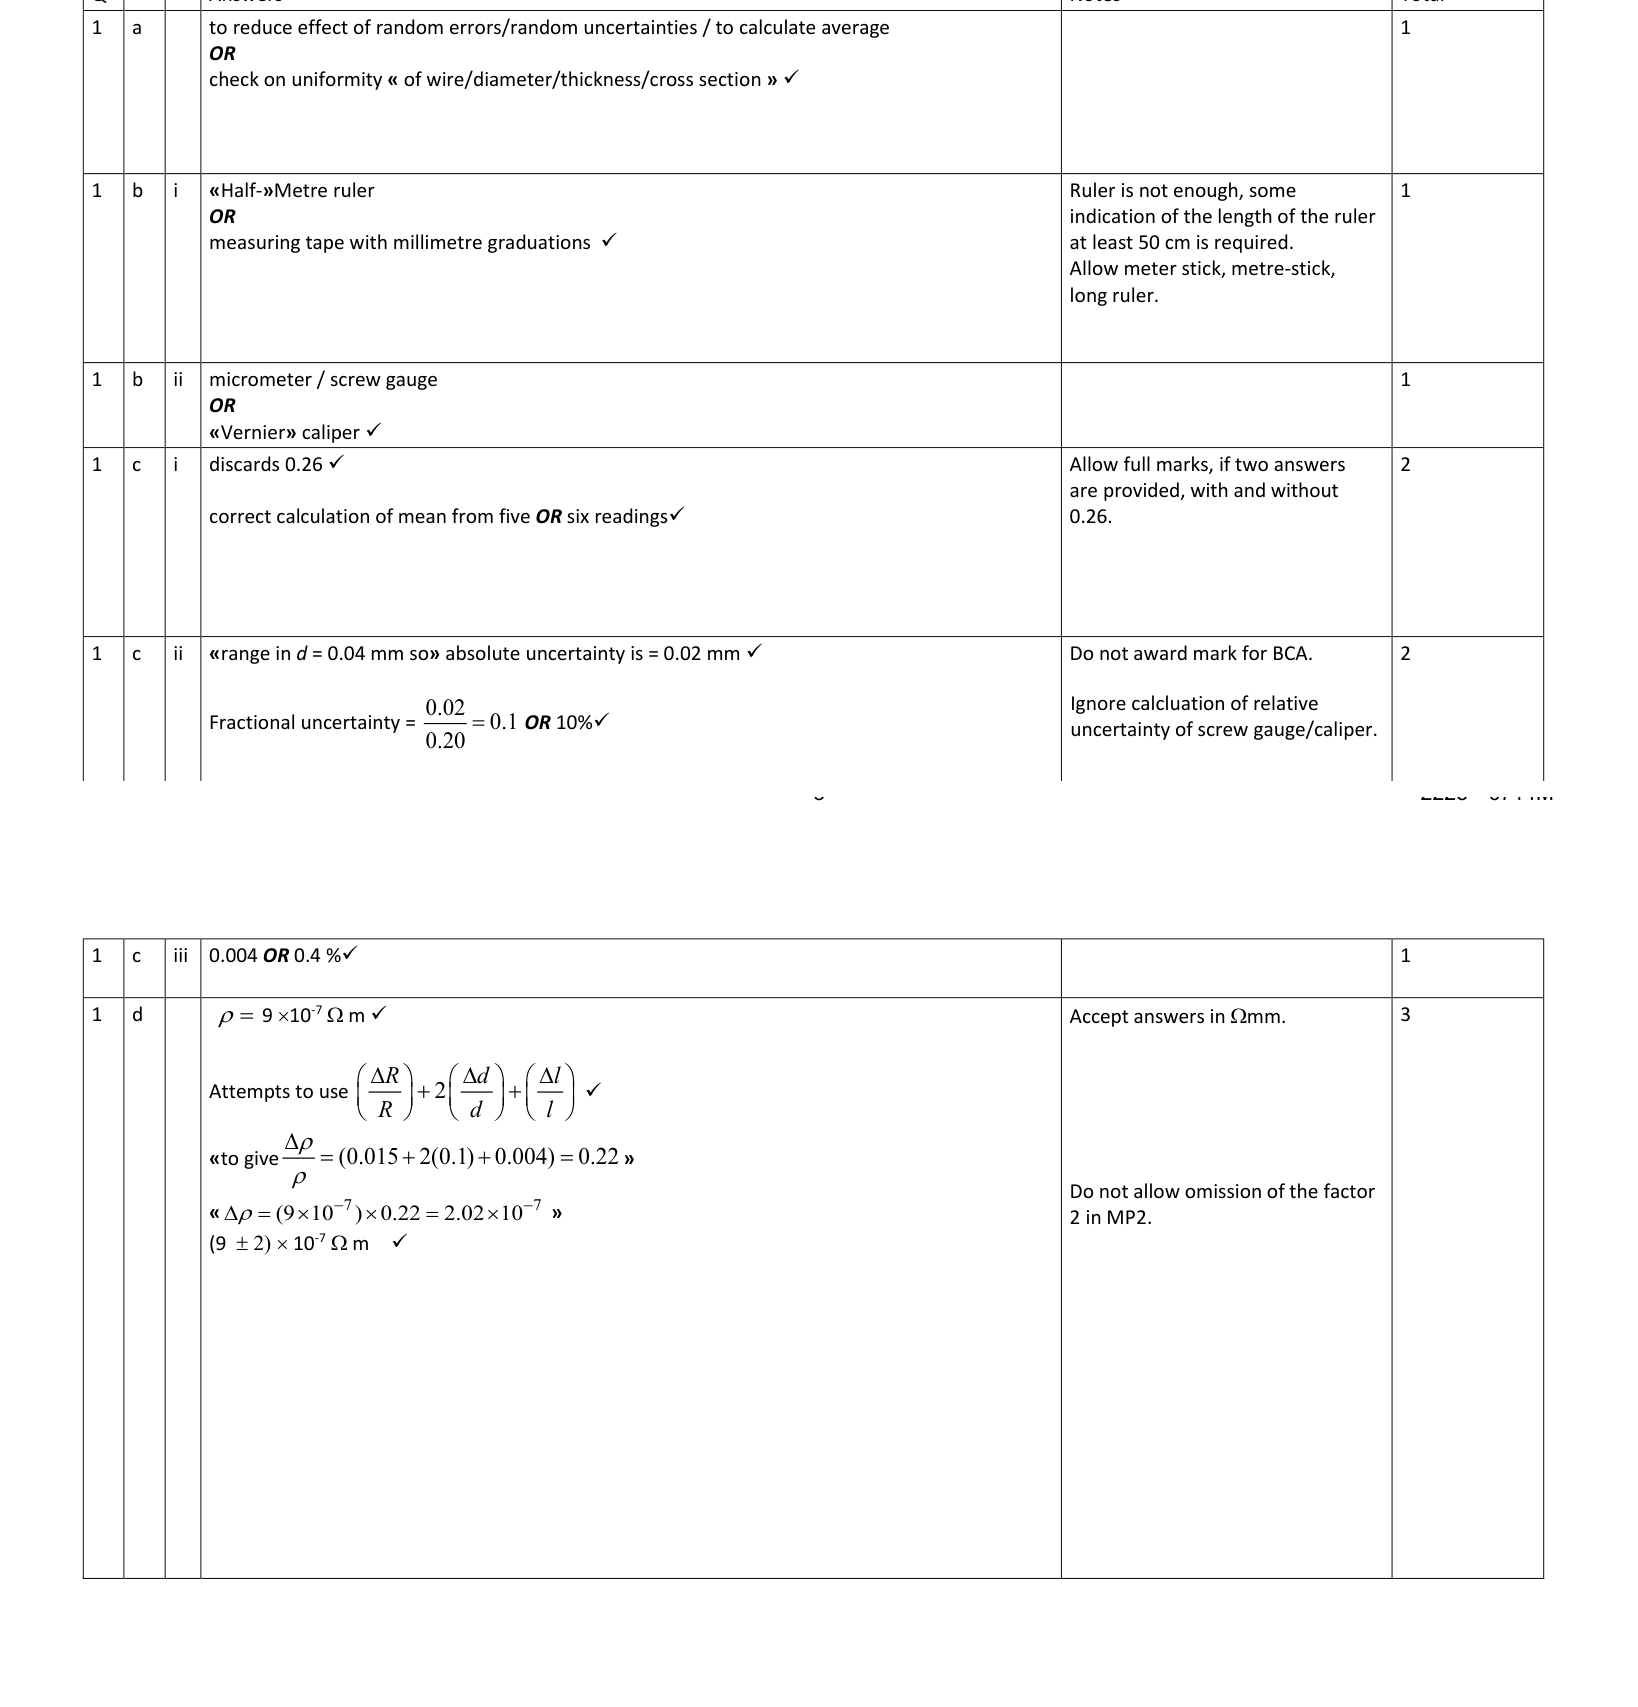 1 a to reduce effect of random errors/random uncertainties / to calculate average 1
OR
check on uniformity « of wire/diameter/thickness/cross section » ✓
1 b i «Half-»Metre ruler Ruler is not enough, some 1
OR indication of the length of the ruler
measuring tape with millimetre graduations ✓ at least 50 cm is required.
Allow meter stick, metre-stick,
long ruler.
1 b ii micrometer / screw gauge 1
OR
«Vernier» caliper ✓
1 c i discards 0.26 ✓ Allow full marks, if two answers 2
are provided, with and without
correct calculation of mean from five OR six readings✓ 0.26.
1 c ii «range in d = 0.04 mm so» absolute uncertainty is = 0.02 mm ✓ Do not award mark for BCA. 2
Ignore calcluation of relative
Fractional uncertainty = 0.02/0.20 = 0.1 OR 10%✓ uncertainty of screw gauge/caliper.
1 c iii 0.004 OR 0.4 %✓ 1
1 d ρ = 9 ×10⁻⁷ Ω m ✓ Accept answers in Ωmm. 3
Attempts to use (ΔR/R) + 2(Δd/d) + (Δl/l) ✓
«to give Δρ/ρ = (0.015 + 2(0.1) + 0.004) = 0.22 »
Do not allow omission of the factor
« Δρ = (9×10⁻⁷)×0.22 = 2.02×10⁻⁷ » 2 in MP2.
(9 ± 2) × 10⁻⁷ Ω m ✓